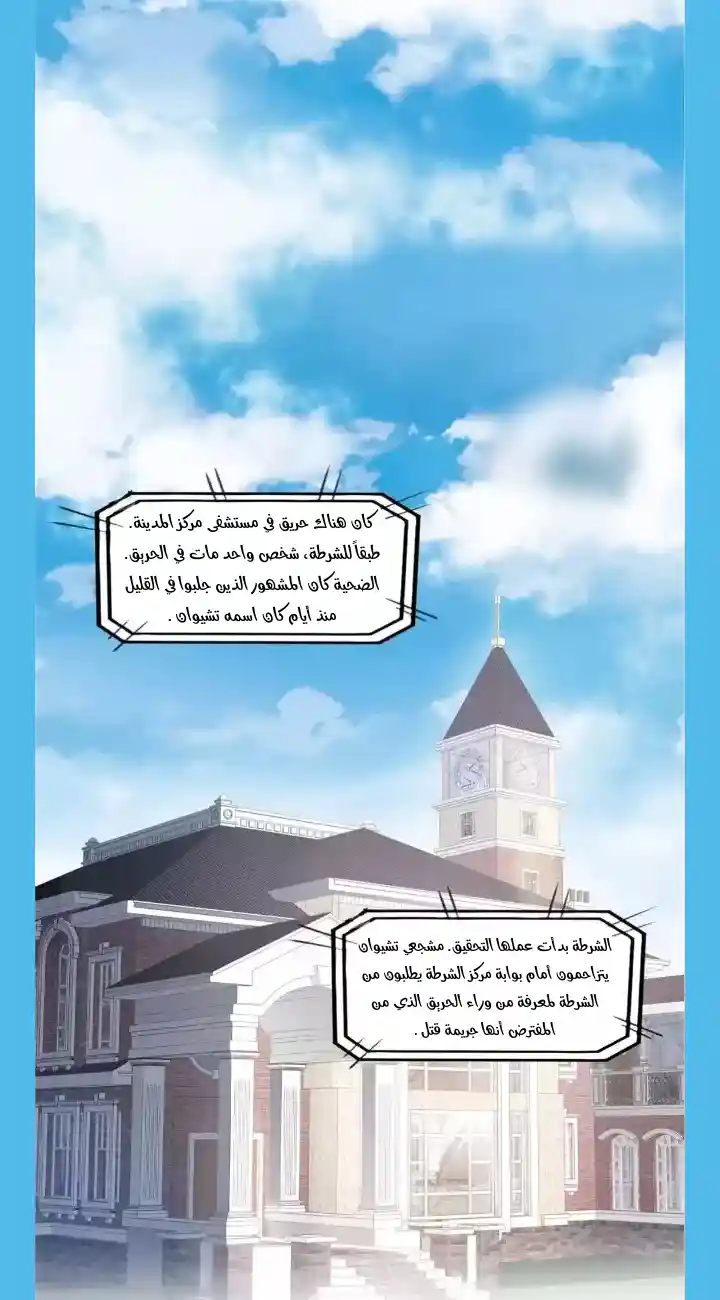 كان هناك حريق في مستشفى مركز المدينة.
طبقاً للشرطة، شخص واحد مات في الحريق.
الضحية كان المشهور الذين جلبوا في القليل
منذ أيام كان اسمه تشيوان .
الشرطة بدأت عملها التحقيق. مشجعي تشيوان
يتزاحمون أمام بوابة مركز الشرطة يطلبون من
الشرطة لمعرفة من وراء الحريق الذي من
المفترض أنها جريمة قتل .